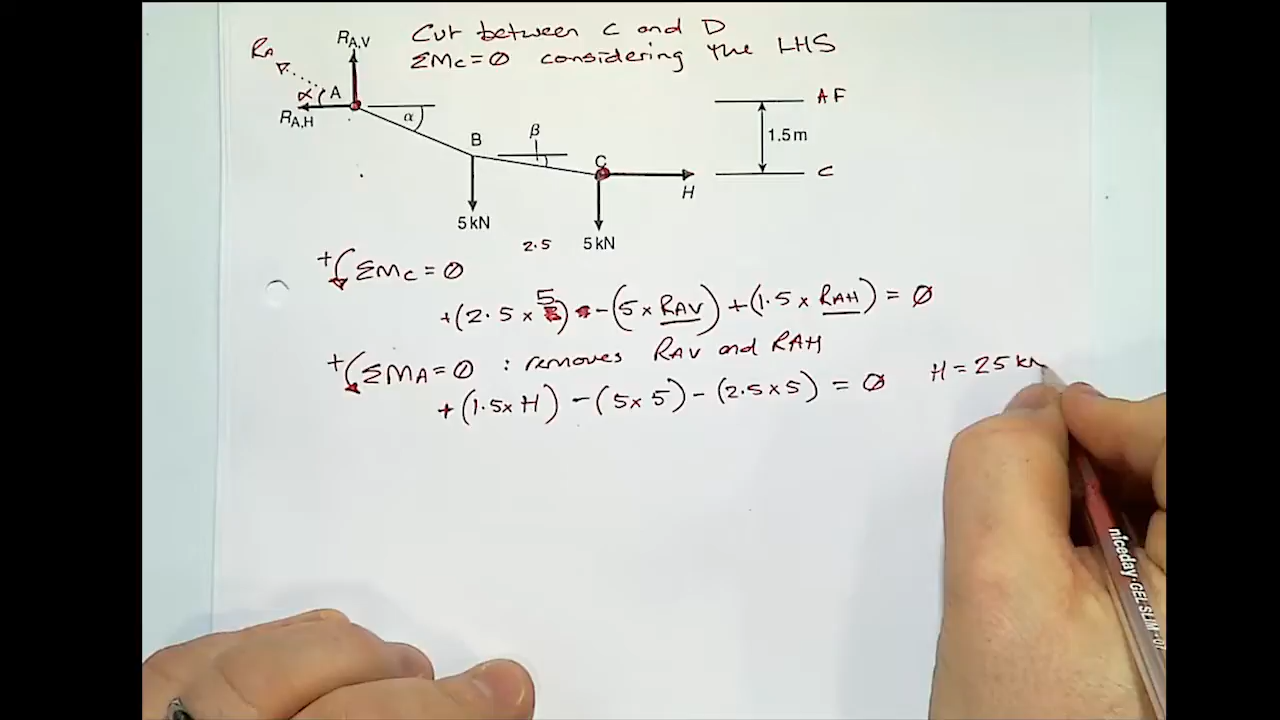 Cut between C and D
ΣMc=0 considering the LHS
RA
RA,V
α
A
RA,H
α
B
β
C
H
5 kN
5 kN
2.5
A F
1.5m
C
+ ΣMc = 0
+(2.5 x 5) - (5 x RAV) + (1.5 x RAH) = 0
+ ΣMA = 0 : removes RAV and RAH
+(1.5 x H) - (5 x 5) - (2.5 x 5) = 0
H = 25 kN
niceday GEL SLIM